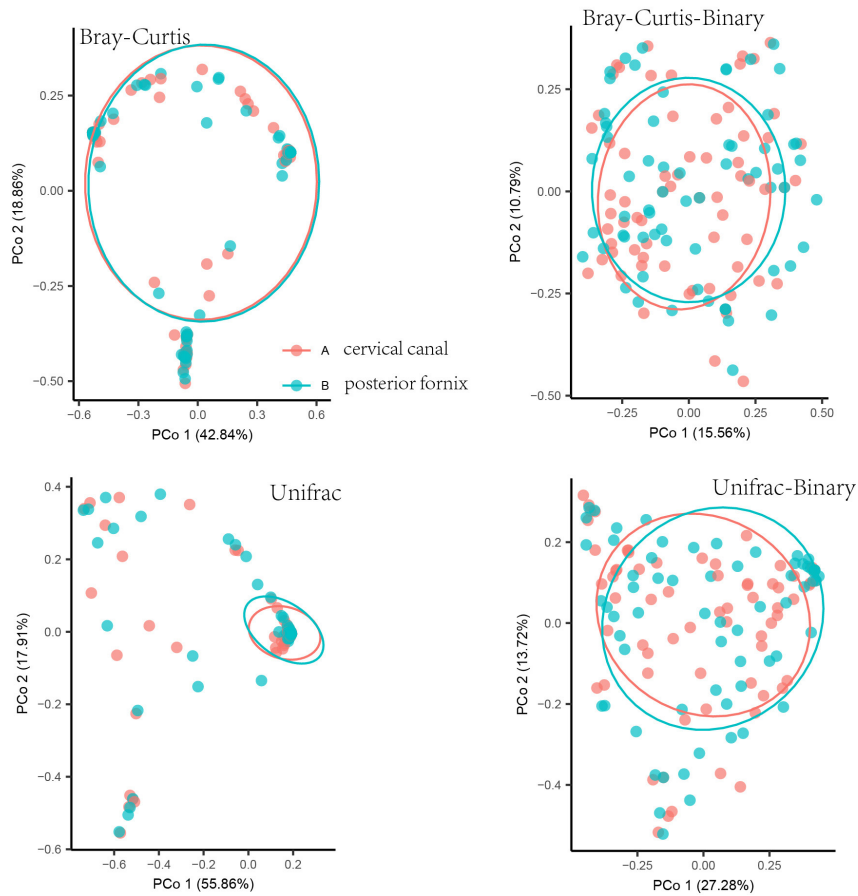 Bray-Curtis
0.25
0.00
−0.25
−0.50
PCo 2 (18.86%)
−0.6
−0.3
0.0
0.3
0.6
PCo 1 (42.84%)
A cervical canal
B posterior fornix
Bray-Curtis-Binary
0.25
0.00
−0.25
−0.50
PCo 2 (10.79%)
−0.25
0.00
0.25
0.50
PCo 1 (15.56%)
Unifrac
0.4
0.2
0.0
−0.2
−0.4
−0.6
PCo 2 (17.91%)
−0.6
−0.4
−0.2
0.0
0.2
PCo 1 (55.86%)
Unifrac-Binary
0.2
0.0
−0.2
−0.4
PCo 2 (13.72%)
−0.25
0.00
0.25
PCo 1 (27.28%)